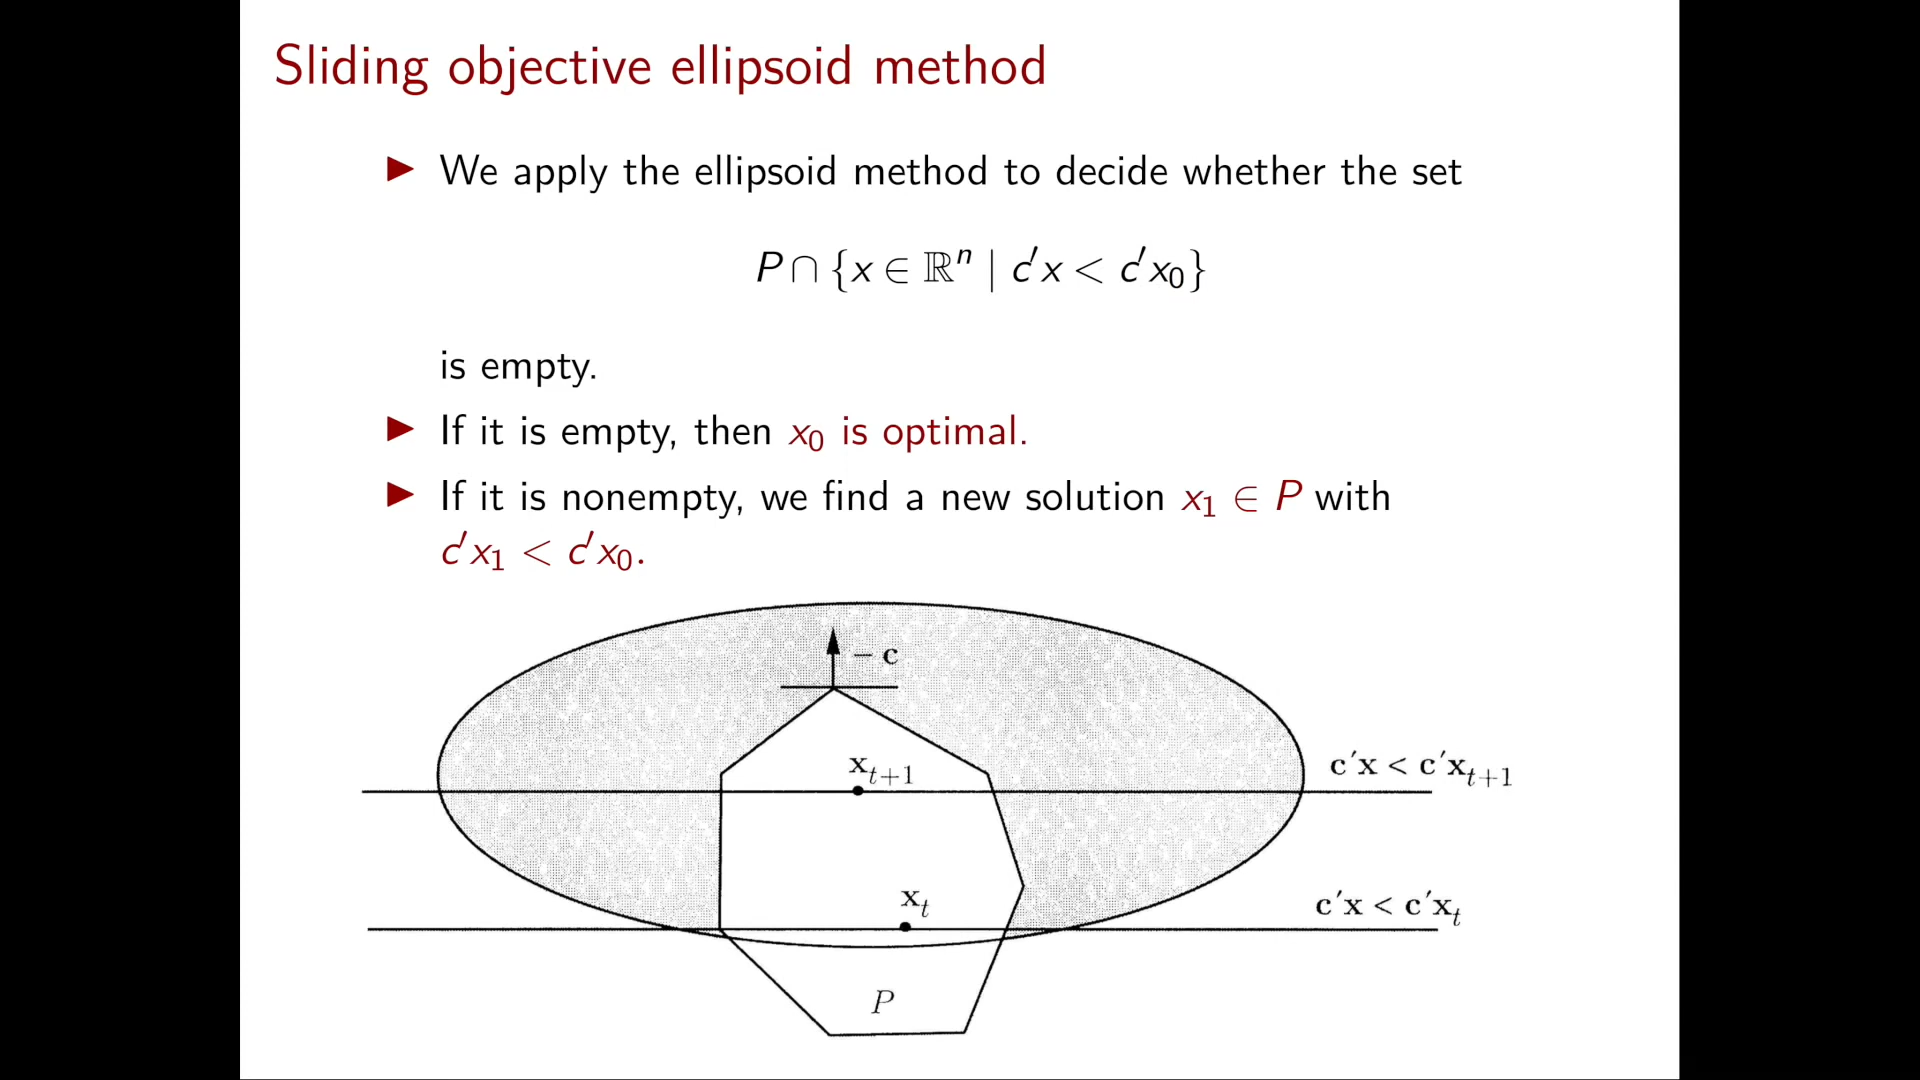 Sliding objective ellipsoid method
▶ We apply the ellipsoid method to decide whether the set
P ∩ {x ∈ ℝⁿ | c′x < c′x₀}
is empty.
▶ If it is empty, then x₀ is optimal.
▶ If it is nonempty, we find a new solution x₁ ∈ P with
c′x₁ < c′x₀.
− c
x_{t+1}
c′x < c′x_{t+1}
x_t
c′x < c′x_t
P